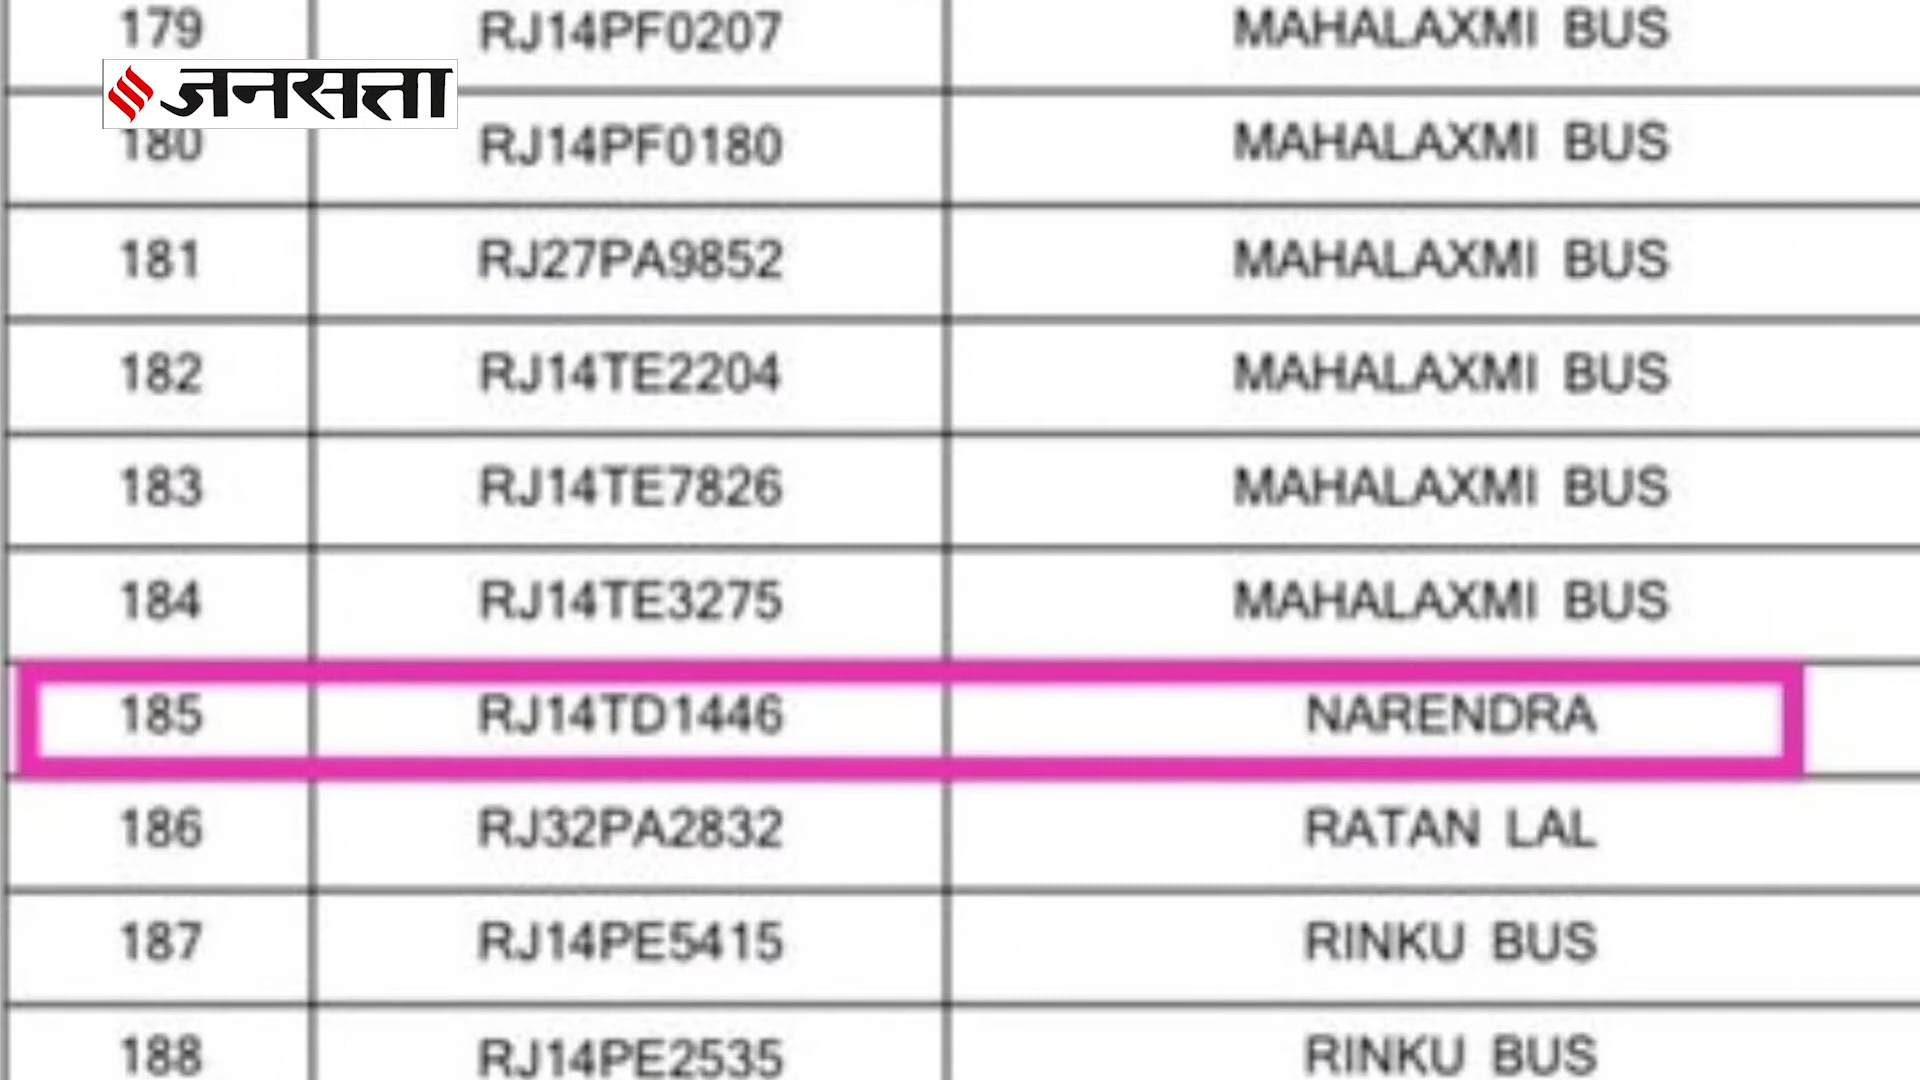 179 RJ14PF0207 MAHALAXMI BUS
जनसत्ता
180 RJ14PF0180 MAHALAXMI BUS
181 RJ27PA9852 MAHALAXMI BUS
182 RJ14TE2204 MAHALAXMI BUS
183 RJ14TE7826 MAHALAXMI BUS
184 RJ14TE3275 MAHALAXMI BUS
185 RJ14TD1446 NARENDRA
186 RJ32PA2832 RATAN LAL
187 RJ14PE5415 RINKU BUS
188 RJ14PE2535 RINKU BUS